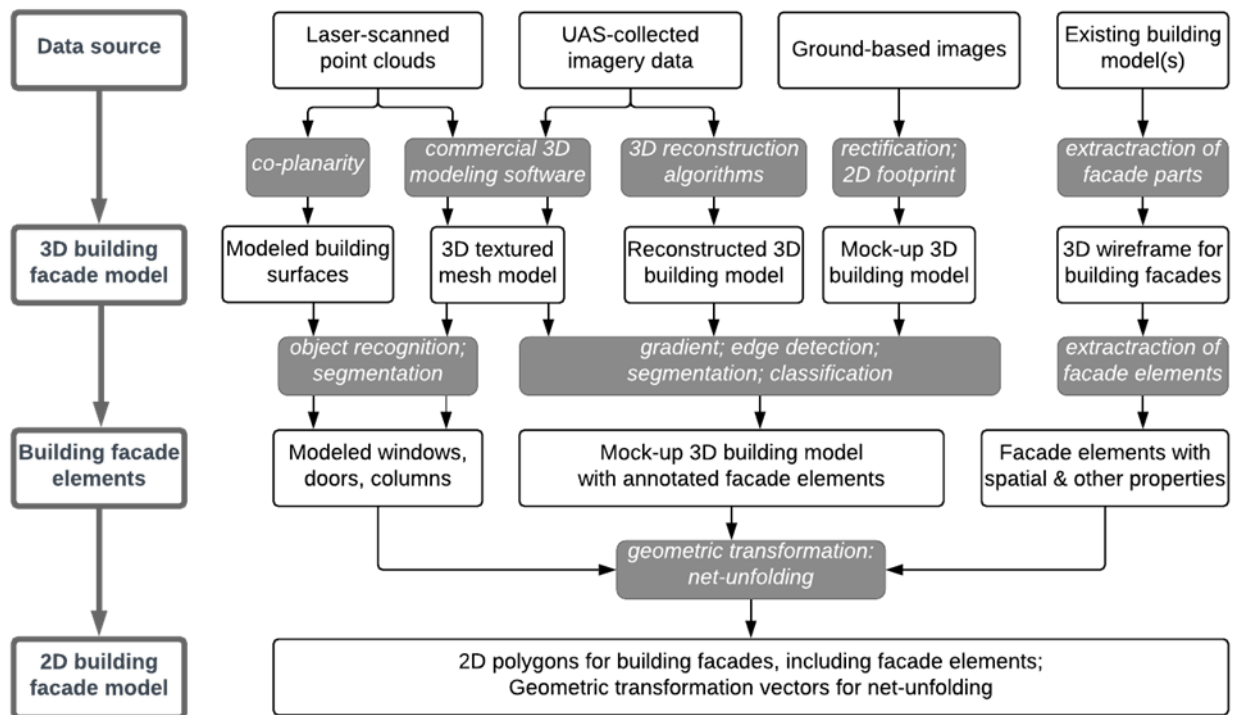 Data source
Laser-scanned
point clouds
UAS-collected
imagery data
Ground-based images
Existing building
model(s)
co-planarity
commercial 3D
modeling software
3D reconstruction
algorithms
rectification;
2D footprint
extractraction of
facade parts
3D building
facade model
Modeled building
surfaces
3D textured
mesh model
Reconstructed 3D
building model
Mock-up 3D
building model
3D wireframe for
building facades
object recognition;
segmentation
gradient; edge detection;
segmentation; classification
extractraction of
facade elements
Building facade
elements
Modeled windows,
doors, columns
Mock-up 3D building model
with annotated facade elements
Facade elements with
spatial & other properties
geometric transformation:
net-unfolding
2D building
facade model
2D polygons for building facades, including facade elements;
Geometric transformation vectors for net-unfolding